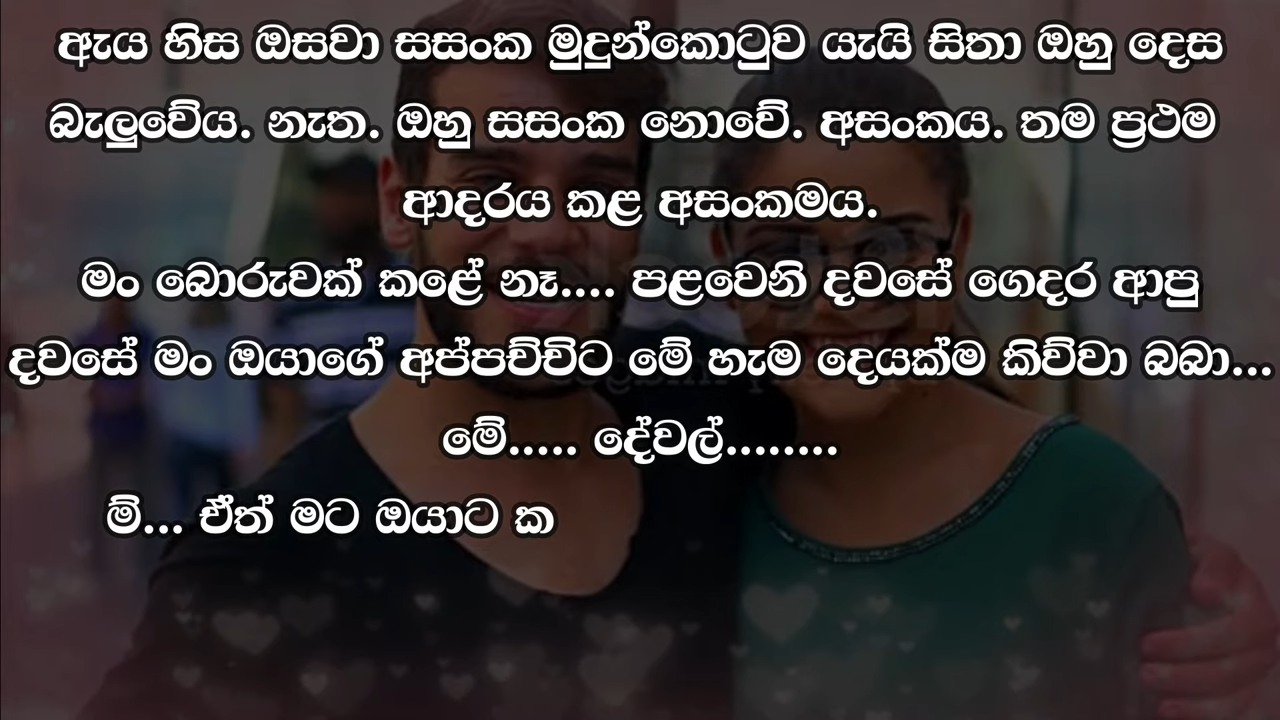 ඇය හිස ඔසවා සසංක මුදුන්කොටුව යැයි සිතා ඔහු දෙස
බැලුවේය. නැත. ඔහු සසංක නොවේ. අසංකය. තම ප්‍රථම
ආදරය කළ අසංකමය.
මං බොරුවක් කළේ නෑ.... පළවෙනි දවසේ ගෙදර ආපු
දවසේ මං ඔයාගේ අප්පච්චිට මේ හැම දෙයක්ම කිව්වා බබා...
මේ..... දේවල්........
ම්... ඒත් මට ඔයාට ක